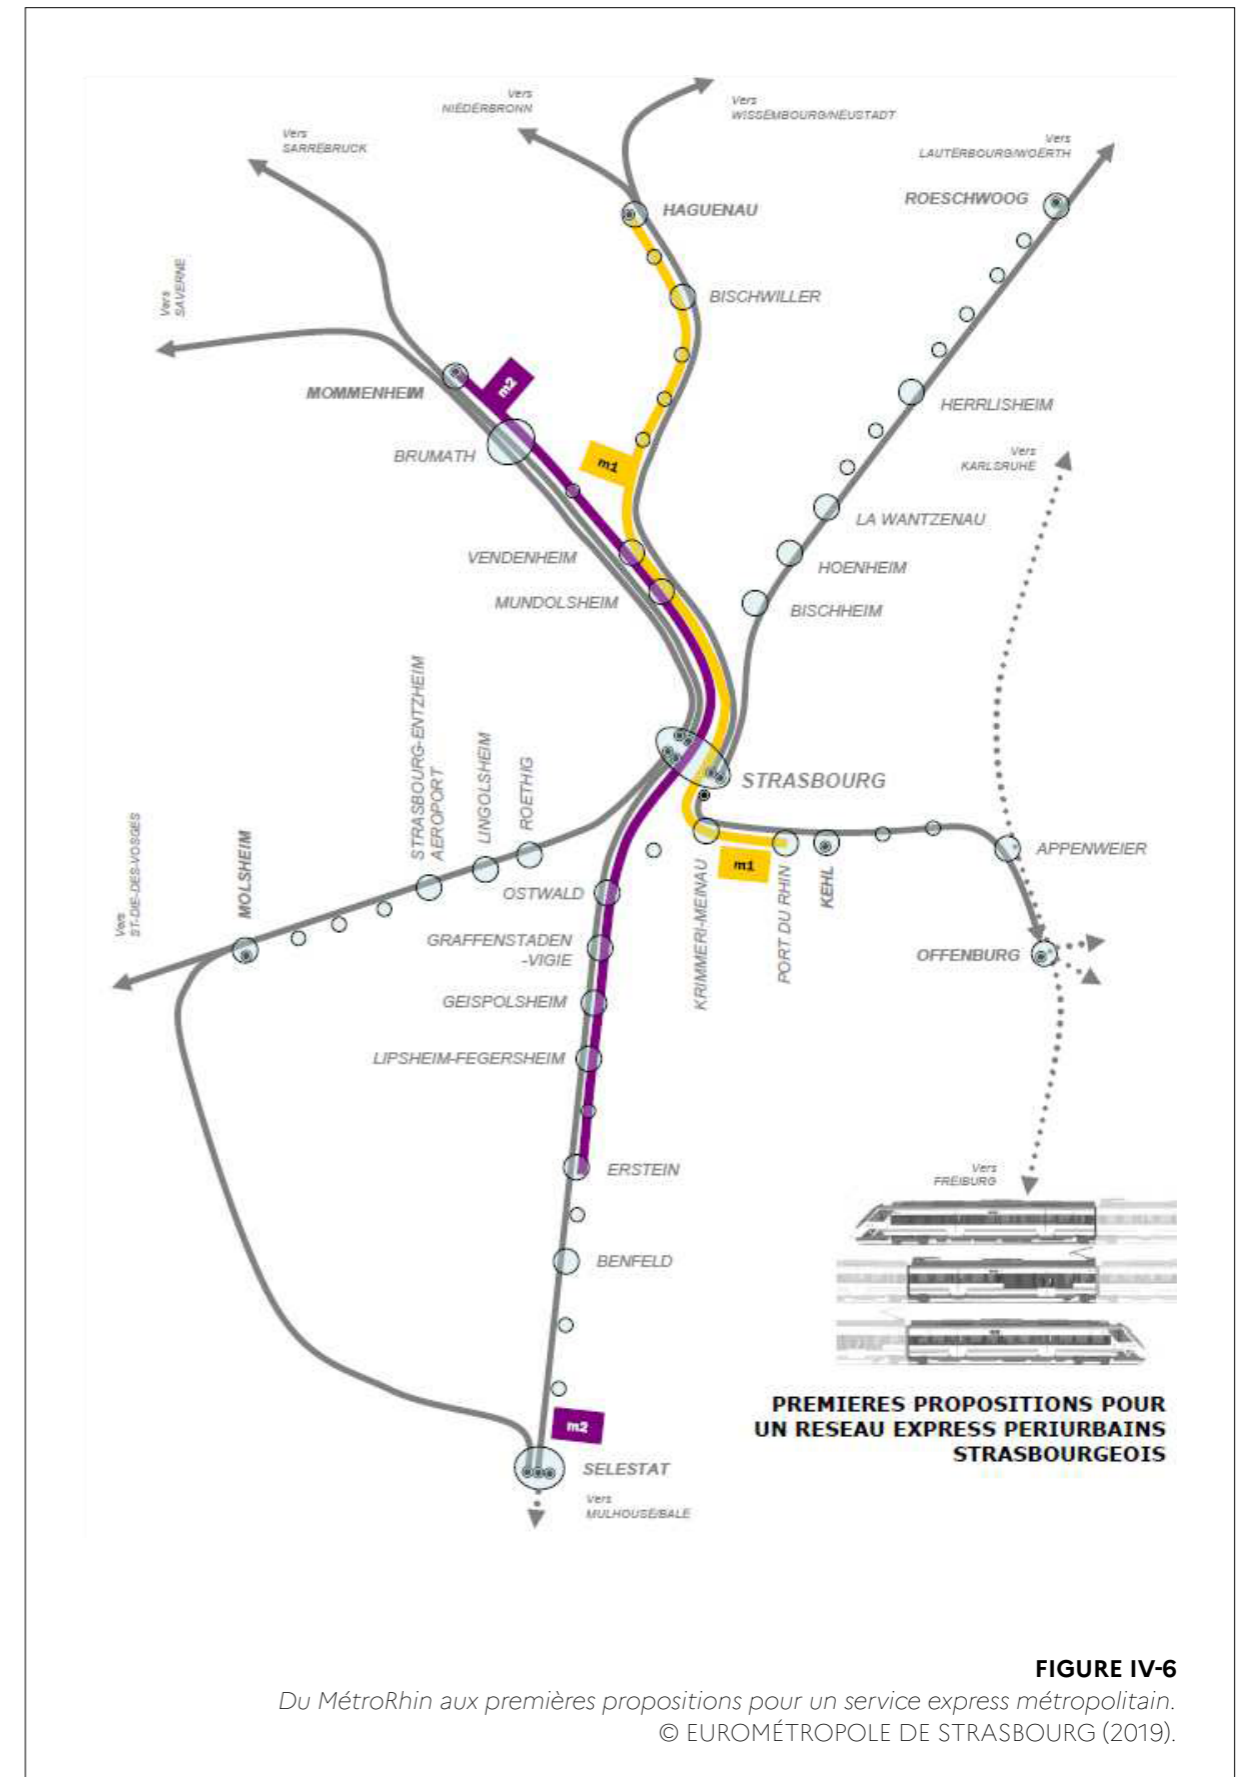 Vers
NIEDERBRONN
Vers
WISSEMBOURG/NEUSTADT
Vers
SARREBRUCK
Vers
LAUTERBOURG/WOERTH
ROESCHWOOG
HAGUENAU
Vers
SAVERNE
BISCHWILLER
m2
MOMMENHEIM
HERRLISHEIM
BRUMATH
m1
Vers
KARLSRUHE
LA WANTZENAU
VENDENHEIM
HOENHEIM
MUNDOLSHEIM
BISCHHEIM
STRASBOURG-ENTZHEIM
AEROPORT
LINGOLSHEIM
ROETHIG
STRASBOURG
Vers
ST-DIE-DES-VOSGES
MOLSHEIM
OSTWALD
m1
KRIMMERI-MEINAU
PORT DU RHIN
KEHL
APPENWEIER
GRAFFENSTADEN
-VIGIE
OFFENBURG
GEISPOLSHEIM
LIPSHEIM-FEGERSHEIM
ERSTEIN
Vers
FREIBURG
BENFELD
m2
SELESTAT
Vers
MULHOUSE/BALE
PREMIERES PROPOSITIONS POUR
UN RESEAU EXPRESS PERIURBAINS
STRASBOURGEOIS
FIGURE IV-6
Du MétroRhin aux premières propositions pour un service express métropolitain.
© EUROMÉTROPOLE DE STRASBOURG (2019).